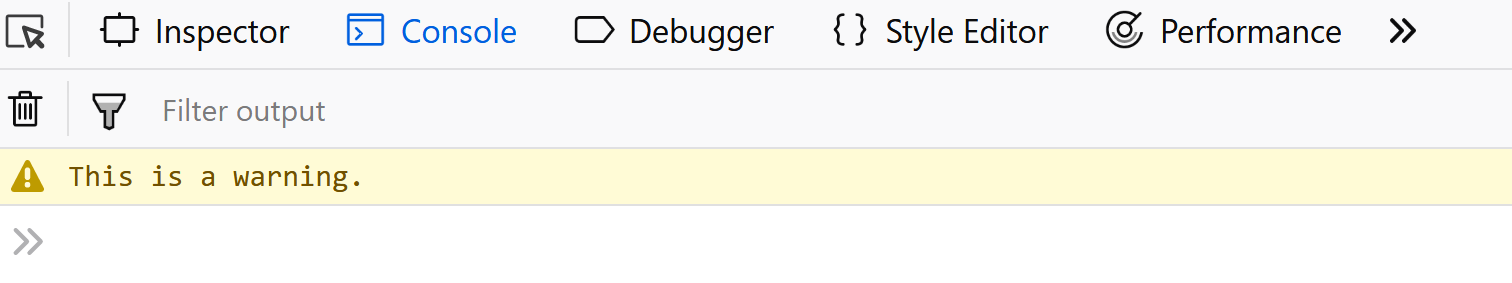 Inspector Console Debugger Style Editor Performance
Filter output
This is a warning.